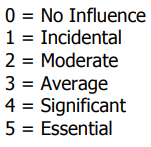 0 = No Influence
1 = Incidental
2 = Moderate
3 = Average
4 = Significant
5 = Essential